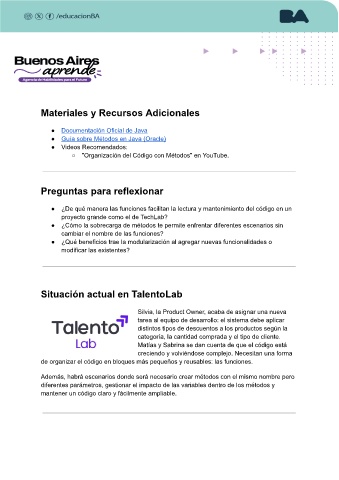 /educacionBA
BA
Buenos Aires
aprende
Agencia de Habilidades para el Futuro
Materiales y Recursos Adicionales
● Documentación Oficial de Java
● Guía sobre Métodos en Java (Oracle)
● Videos Recomendados:
○ "Organización del Código con Métodos" en YouTube.
Preguntas para reflexionar
● ¿De qué manera las funciones facilitan la lectura y mantenimiento del código en un
proyecto grande como el de TechLab?
● ¿Cómo la sobrecarga de métodos te permite enfrentar diferentes escenarios sin
cambiar el nombre de las funciones?
● ¿Qué beneficios trae la modularización al agregar nuevas funcionalidades o
modificar las existentes?
Situación actual en TalentoLab
Talento
Lab
Silvia, la Product Owner, acaba de asignar una nueva
tarea al equipo de desarrollo: el sistema debe aplicar
distintos tipos de descuentos a los productos según la
categoría, la cantidad comprada y el tipo de cliente.
Matías y Sabrina se dan cuenta de que el código está
creciendo y volviéndose complejo. Necesitan una forma
de organizar el código en bloques más pequeños y reusables: las funciones.
Además, habrá escenarios donde será necesario crear métodos con el mismo nombre pero
diferentes parámetros, gestionar el impacto de las variables dentro de los métodos y
mantener un código claro y fácilmente ampliable.